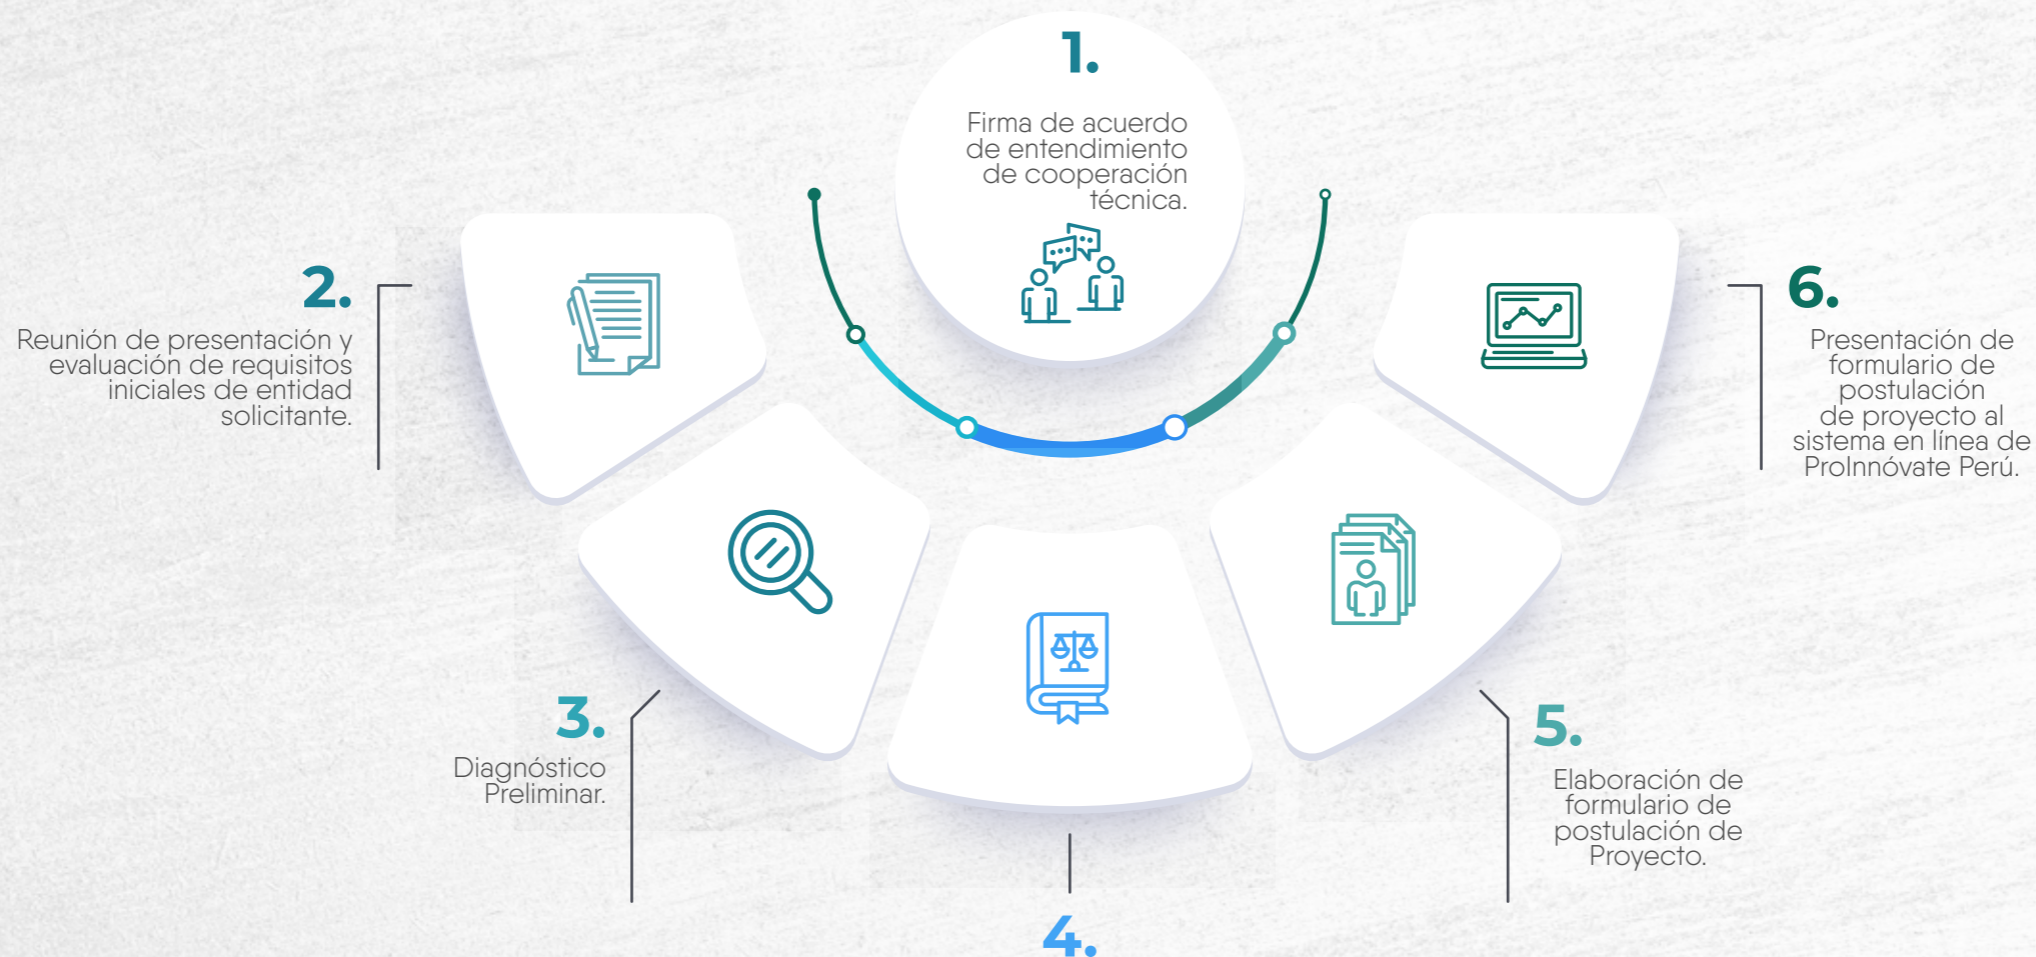 1.
Firma de acuerdo
de entendimiento
de cooperación
técnica.
2.
Reunión de presentación y
evaluación de requisitos
iniciales de entidad
solicitante.
3.
Diagnóstico
Preliminar.
4.
5.
Elaboración de
formulario de
postulación de
Proyecto.
6.
Presentación de
formulario de
postulación
de proyecto al
sistema en línea de
ProInnóvate Perú.